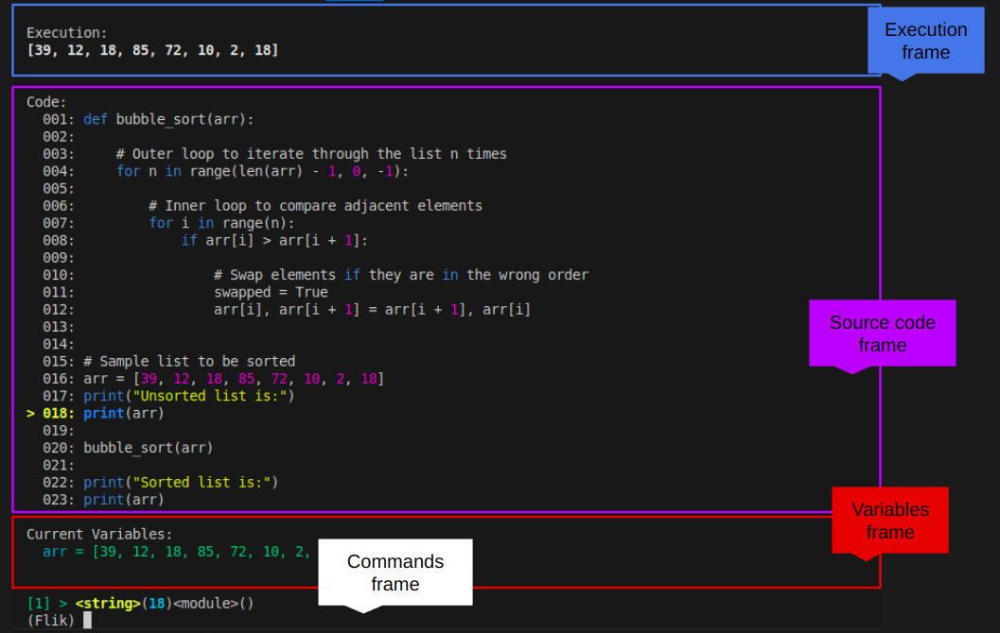 Execution:
[39, 12, 18, 85, 72, 10, 2, 18]
Execution
frame
Code:
001: def bubble_sort(arr):
002:
003:     # Outer loop to iterate through the list n times
004:     for n in range(len(arr) - 1, 0, -1):
005:
006:         # Inner loop to compare adjacent elements
007:         for i in range(n):
008:             if arr[i] > arr[i + 1]:
009:
010:                 # Swap elements if they are in the wrong order
011:                 swapped = True
012:                 arr[i], arr[i + 1] = arr[i + 1], arr[i]
013:
014:
015: # Sample list to be sorted
016: arr = [39, 12, 18, 85, 72, 10, 2, 18]
017: print("Unsorted list is:")
> 018: print(arr)
019:
020: bubble_sort(arr)
021:
022: print("Sorted list is:")
023: print(arr)
Source code
frame
Current Variables:
arr = [39, 12, 18, 85, 72, 10, 2,
Variables
frame
Commands
frame
[1] > <string>(18)<module>()
(Flik)